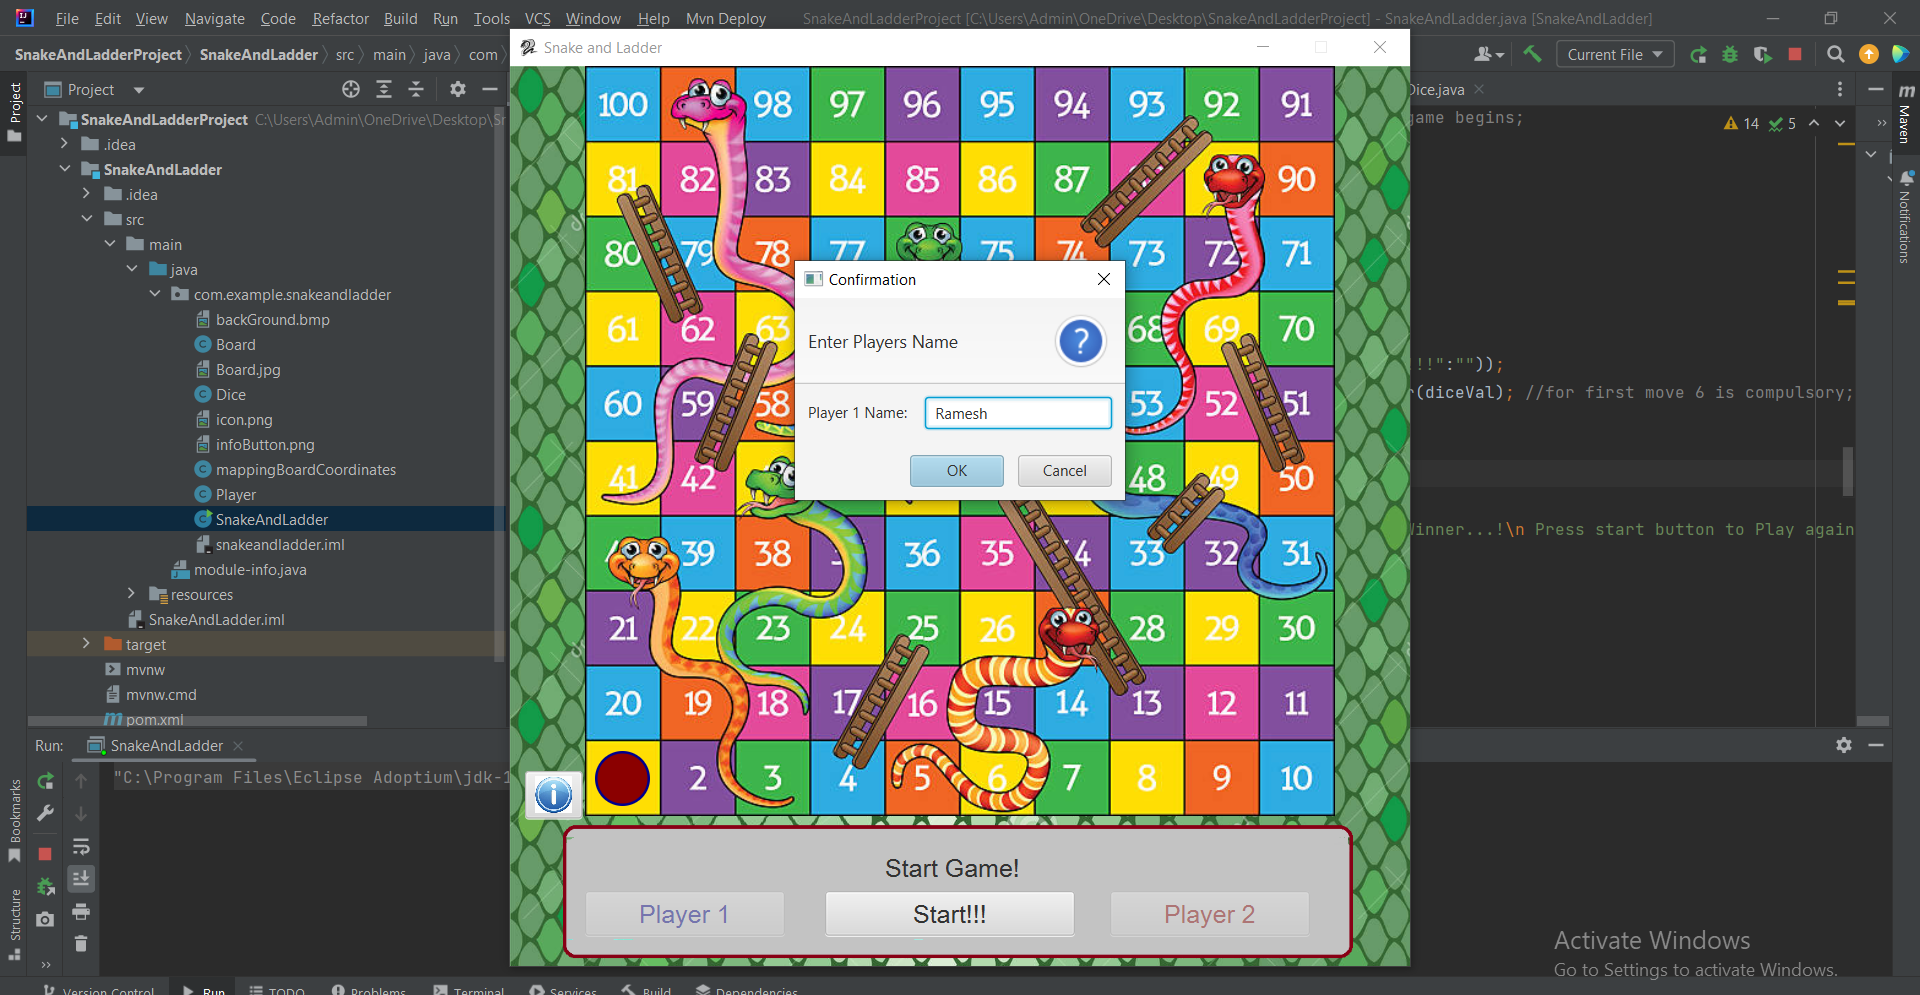 File Edit View Navigate Code Refactor Build Run Tools VCS Window Help Mvn Deploy SnakeAndLadderProject [C:\Users\Admin\OneDrive\Desktop\SnakeAndLadderProject] - SnakeAndLadder.java [SnakeAndLadder]
SnakeAndLadderProject SnakeAndLadder src main java com
Current File
Project
Project
SnakeAndLadderProject C:\Users\Admin\OneDrive\Desktop\Sr
.idea
SnakeAndLadder
.idea
src
main
java
com.example.snakeandladder
backGround.bmp
Board
Board.jpg
Dice
icon.png
infoButton.png
mappingBoardCoordinates
Player
SnakeAndLadder
snakeandladder.iml
module-info.java
resources
SnakeAndLadder.iml
target
mvnw
mvnw.cmd
pom.xml
Snake and Ladder
100 98 97 96 95 94 93 92 91
81 82 83 84 85 86 87 90
80 79 78 77 75 74 73 72 71
61 62 63 68 69 70
60 59 58 53 52 51
41 42 48 49 50
39 38 36 35 33 32 31
21 22 23 24 25 26 28 29 30
20 19 18 17 16 15 14 13 12 11
2 3 4 5 6 7 8 9 10
Confirmation
Enter Players Name
?
Player 1 Name: Ramesh
OK Cancel
i
Start Game!
Player 1 Start!!! Player 2
Dice.java
game begins;
14 5
!!":""));
(diceVal); //for first move 6 is compulsory;
Winner...!\n Press start button to Play again
m Maven
Notifications
Run: SnakeAndLadder
"C:\Program Files\Eclipse Adoptium\jdk-1
Bookmarks
Structure
Activate Windows
Go to Settings to activate Windows.
Version Control Run TODO Problems Terminal Services Build Dependencies